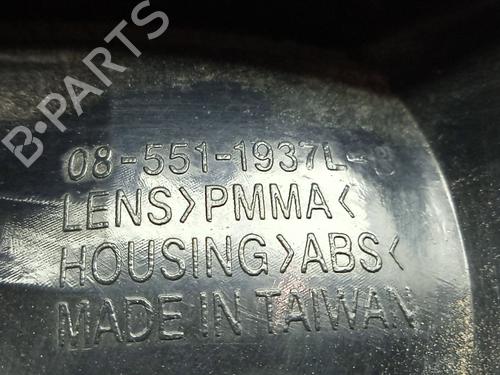 B-PARTS
08-551-1937L-
LENS>PMMA<
HOUSING>ABS<
MADE IN TAIWAN